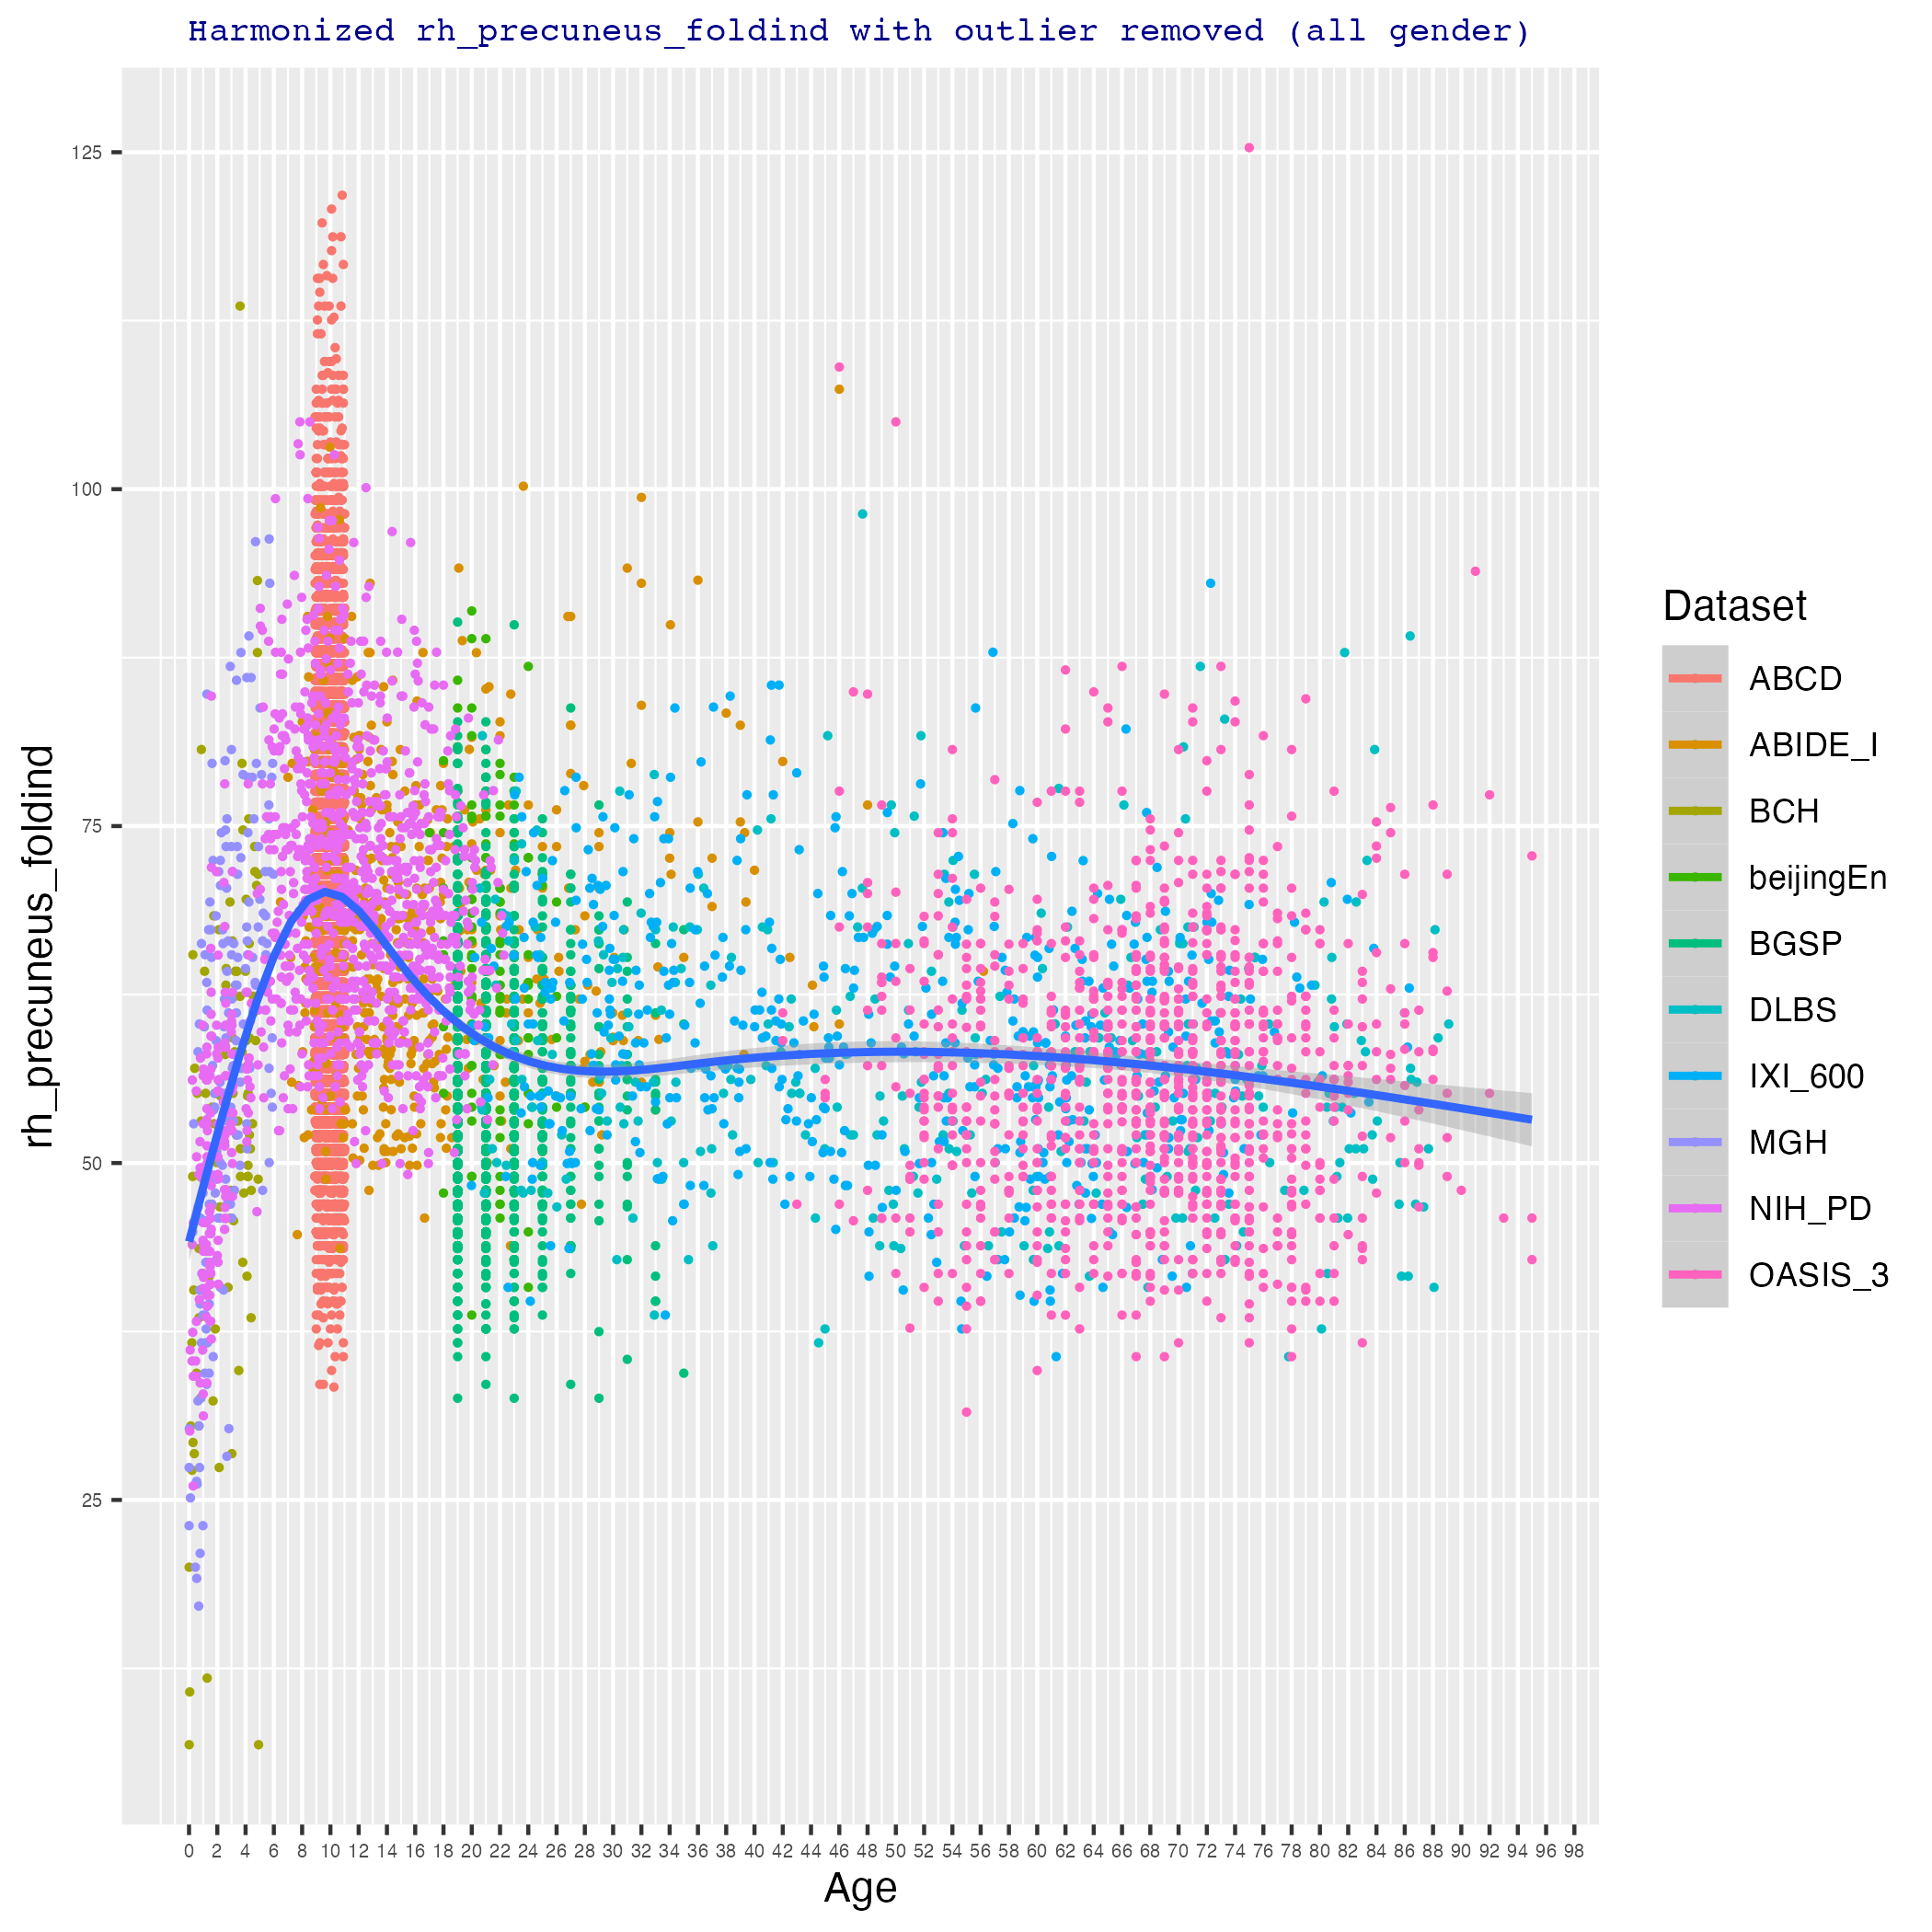 Harmonized rh_precuneus_foldind with outlier removed (all gender)
rh_precuneus_foldind
125
100
75
50
25
0 2 4 6 8 10 12 14 16 18 20 22 24 26 28 30 32 34 36 38 40 42 44 46 48 50 52 54 56 58 60 62 64 66 68 70 72 74 76 78 80 82 84 86 88 90 92 94 96 98
Age
Dataset
ABCD
ABIDE_I
BCH
beijingEn
BGSP
DLBS
IXI_600
MGH
NIH_PD
OASIS_3